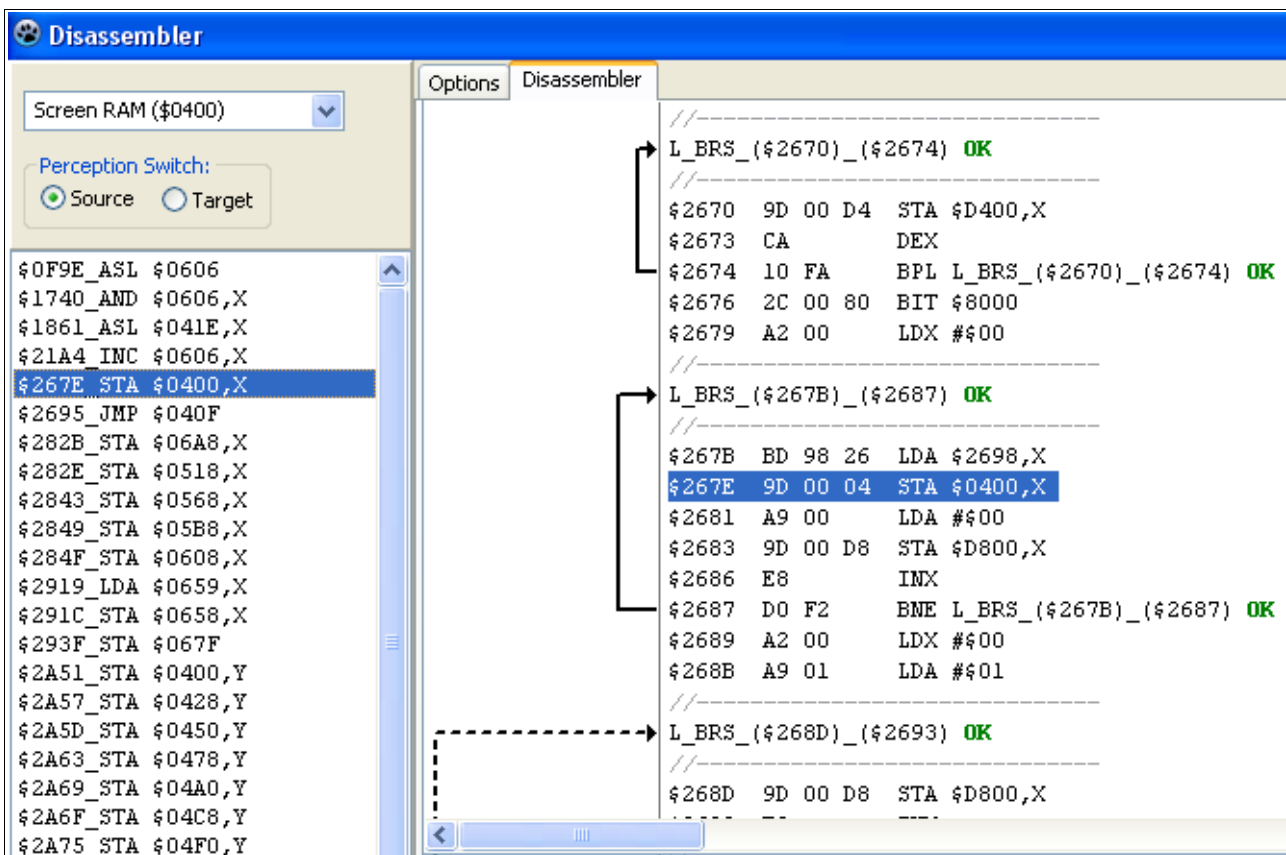 Disassembler
Screen RAM ($0400)
Perception Switch:
Source Target
$0F9E_ASL $0606
$1740_AND $0606,X
$1861_ASL $041E,X
$21A4_INC $0606,X
$267E_STA $0400,X
$2695_JMP $040F
$282B_STA $06A8,X
$282E_STA $0518,X
$2843_STA $0568,X
$2849_STA $05B8,X
$284F_STA $0608,X
$2919_LDA $0659,X
$291C_STA $0658,X
$293F_STA $067F
$2A51_STA $0400,Y
$2A57_STA $0428,Y
$2A5D_STA $0450,Y
$2A63_STA $0478,Y
$2A69_STA $04A0,Y
$2A6F_STA $04C8,Y
$2A75_STA $04F0,Y
Options Disassembler
//------------------------------
L_BRS_($2670)_($2674) OK
//------------------------------
$2670 9D 00 D4 STA $D400,X
$2673 CA DEX
$2674 10 FA BPL L_BRS_($2670)_($2674) OK
$2676 2C 00 80 BIT $8000
$2679 A2 00 LDX #$00
//------------------------------
L_BRS_($267B)_($2687) OK
//------------------------------
$267B BD 98 26 LDA $2698,X
$267E 9D 00 04 STA $0400,X
$2681 A9 00 LDA #$00
$2683 9D 00 D8 STA $D800,X
$2686 E8 INX
$2687 D0 F2 BNE L_BRS_($267B)_($2687) OK
$2689 A2 00 LDX #$00
$268B A9 01 LDA #$01
//------------------------------
L_BRS_($268D)_($2693) OK
//------------------------------
$268D 9D 00 D8 STA $D800,X